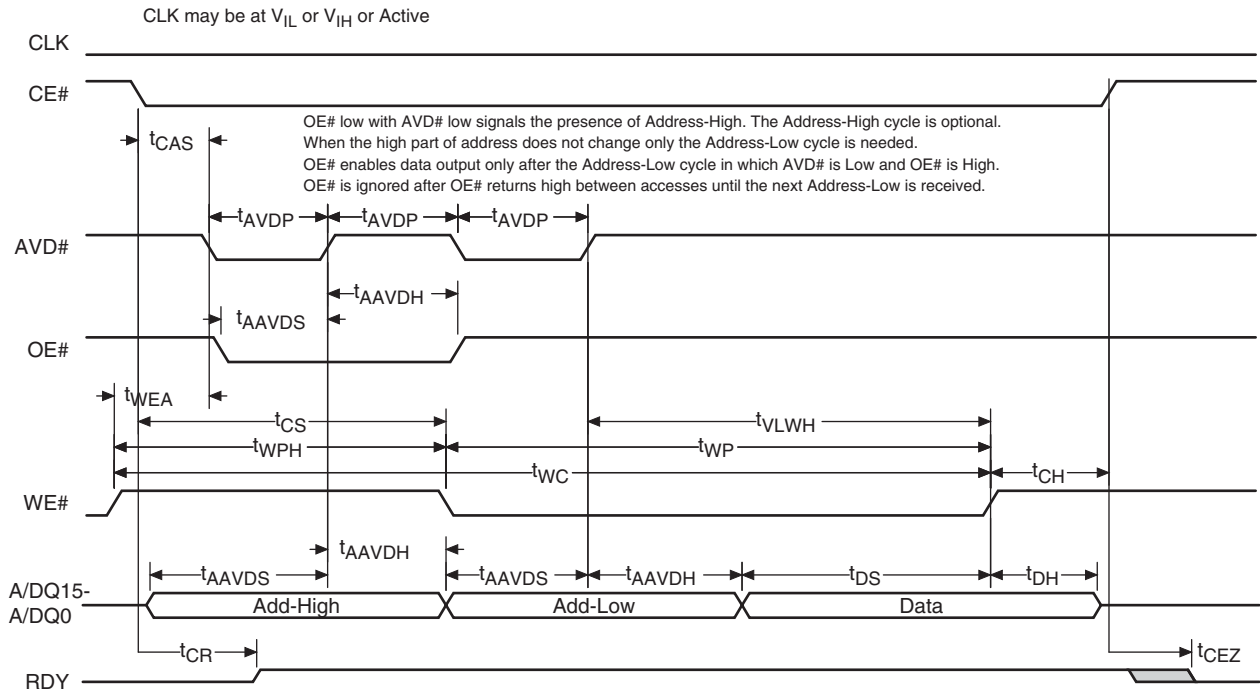 CLK may be at VIL or VIH or Active
CLK
CE#
OE# low with AVD# low signals the presence of Address-High. The Address-High cycle is optional.
When the high part of address does not change only the Address-Low cycle is needed.
OE# enables data output only after the Address-Low cycle in which AVD# is Low and OE# is High.
OE# is ignored after OE# returns high between accesses until the next Address-Low is received.
tCAS
tAVDP tAVDP tAVDP
AVD#
tAAVDH
tAAVDS
OE#
tWEA
tCS tVLWH
tWPH tWP
tWC tCH
WE#
tAAVDH
tAAVDS tAAVDS tAAVDH tDS tDH
A/DQ15-
A/DQ0
Add-High Add-Low Data
tCR tCEZ
RDY